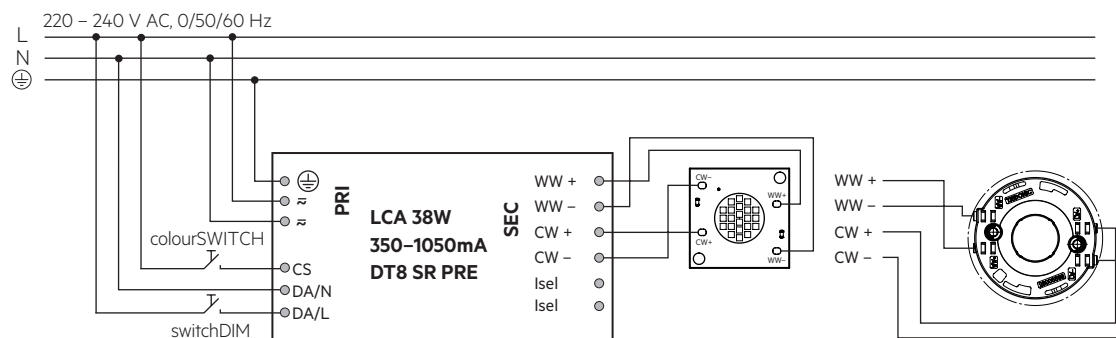 220 – 240 V AC, 0/50/60 Hz
L
N
PRI
LCA 38W
350–1050mA
DT8 SR PRE
SEC
colourSWITCH
CS
DA/N
DA/L
switchDIM
WW +
WW –
CW +
CW –
Isel
Isel
CW–
WW+
CW+
WW–
WW +
WW –
CW +
CW –